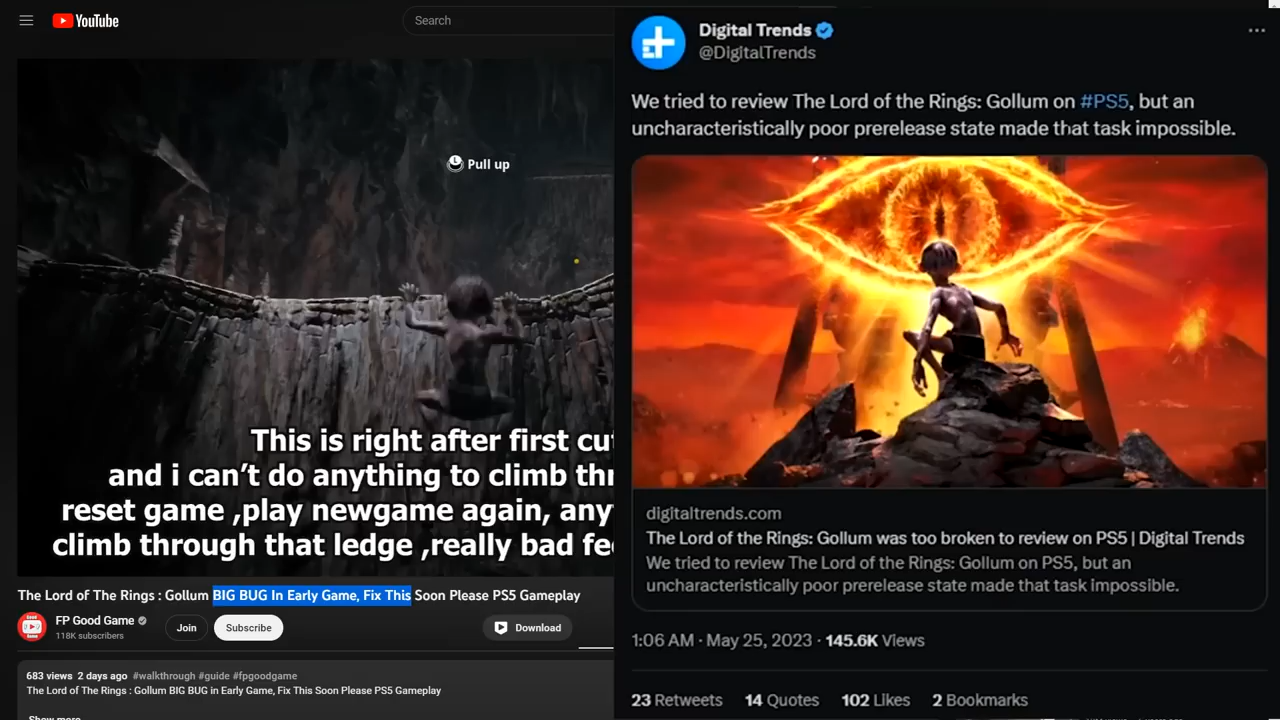 YouTube
Search
Pull up
This is right after first cu
and i can't do anything to climb th
reset game ,play newgame again, any
climb through that ledge ,really bad fe
The Lord of The Rings : Gollum BIG BUG In Early Game, Fix This Soon Please PS5 Gameplay
FP Good Game
118K subscribers
Join
Subscribe
Download
683 views 2 days ago #walkthrough #guide #fpgoodgame
The Lord of The Rings : Gollum BIG BUG in Early Game, Fix This Soon Please PS5 Gameplay
Show more
Digital Trends
@DigitalTrends
We tried to review The Lord of the Rings: Gollum on #PS5, but an
uncharacteristically poor prerelease state made that task impossible.
digitaltrends.com
The Lord of the Rings: Gollum was too broken to review on PS5 | Digital Trends
We tried to review The Lord of the Rings: Gollum on PS5, but an
uncharacteristically poor prerelease state made that task impossible.
1:06 AM · May 25, 2023 · 145.6K Views
23 Retweets 14 Quotes 102 Likes 2 Bookmarks